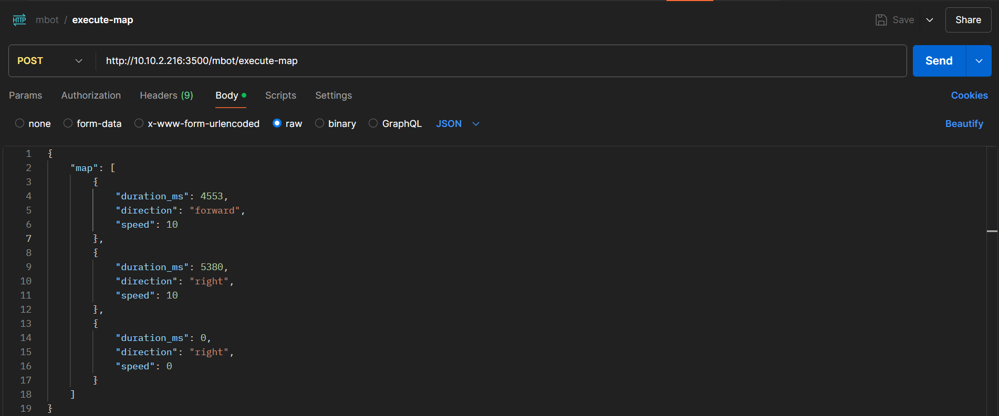 HTTP mbot / execute-map Save Share
POST http://10.10.2.216:3500/mbot/execute-map Send
Params Authorization Headers (9) Body Scripts Settings Cookies
none form-data x-www-form-urlencoded raw binary GraphQL JSON Beautify
1 {
2 "map": [
3 {
4 "duration_ms": 4553,
5 "direction": "forward",
6 "speed": 10
7 },
8 {
9 "duration_ms": 5380,
10 "direction": "right",
11 "speed": 10
12 },
13 {
14 "duration_ms": 0,
15 "direction": "right",
16 "speed": 0
17 }
18 ]
19 }